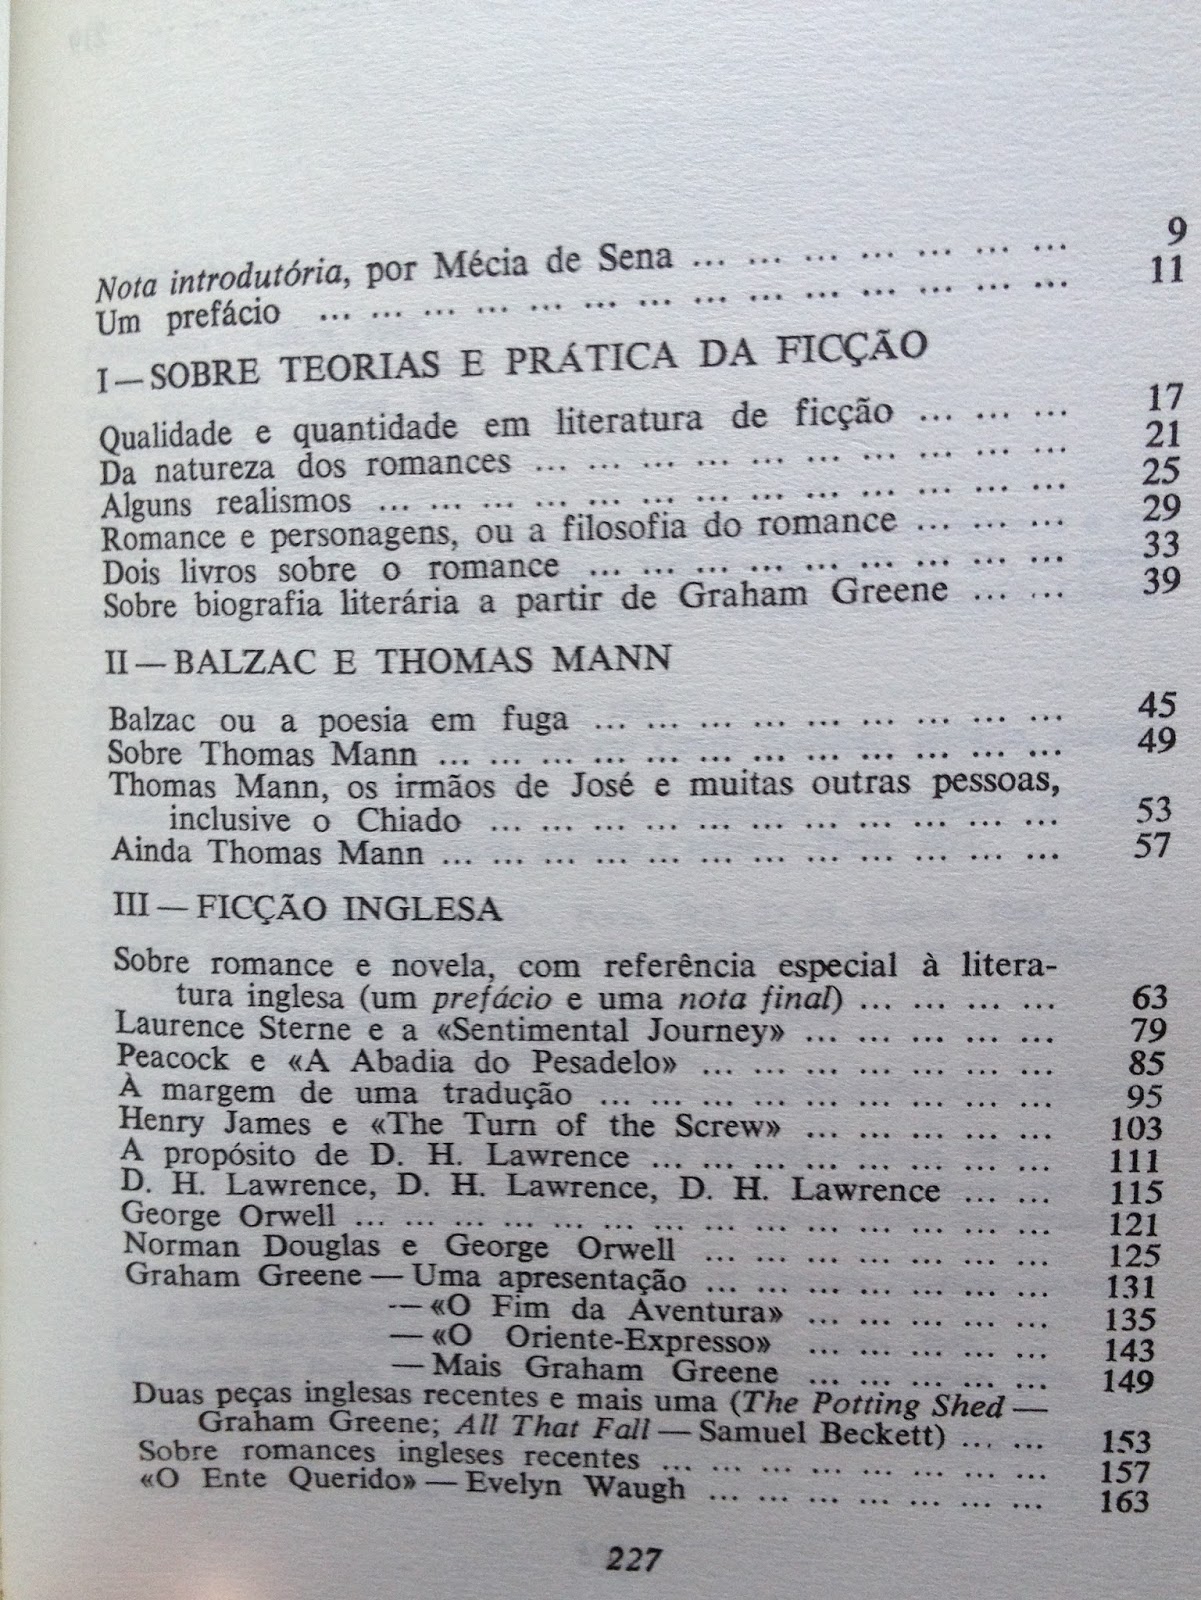 Nota introdutória, por Mécia de Sena ... ... ... ... ... ... ... 9
Um prefácio ... ... ... ... ... ... ... ... ... ... ... ... ... ... 11
I — SOBRE TEORIAS E PRÁTICA DA FICÇÃO
Qualidade e quantidade em literatura de ficção ... ... ... 17
Da natureza dos romances ... ... ... ... ... ... ... ... ... ... 21
Alguns realismos ... ... ... ... ... ... ... ... ... ... ... ... ... 25
Romance e personagens, ou a filosofia do romance ... ... ... 29
Dois livros sobre o romance ... ... ... ... ... ... ... ... ... 33
Sobre biografia literária a partir de Graham Greene ... ... 39
II — BALZAC E THOMAS MANN
Balzac ou a poesia em fuga ... ... ... ... ... ... ... ... ... 45
Sobre Thomas Mann ... ... ... ... ... ... ... ... ... ... ... ... 49
Thomas Mann, os irmãos de José e muitas outras pessoas,
inclusive o Chiado ... ... ... ... ... ... ... ... ... ... ... 53
Ainda Thomas Mann ... ... ... ... ... ... ... ... ... ... ... ... 57
III — FICÇÃO INGLESA
Sobre romance e novela, com referência especial à litera-
tura inglesa (um prefácio e uma nota final) ... ... ... ... 63
Laurence Sterne e a «Sentimental Journey» ... ... ... ... ... 79
Peacock e «A Abadia do Pesadelo» ... ... ... ... ... ... ... 85
À margem de uma tradução ... ... ... ... ... ... ... ... ... 95
Henry James e «The Turn of the Screw» ... ... ... ... ... 103
A propósito de D. H. Lawrence ... ... ... ... ... ... ... ... 111
D. H. Lawrence, D. H. Lawrence, D. H. Lawrence ... ... 115
George Orwell ... ... ... ... ... ... ... ... ... ... ... ... ... ... 121
Norman Douglas e George Orwell ... ... ... ... ... ... ... 125
Graham Greene — Uma apresentação ... ... ... ... ... ... ... 131
— «O Fim da Aventura» ... ... ... ... ... 135
— «O Oriente-Expresso» ... ... ... ... ... 143
— Mais Graham Greene ... ... ... ... ... 149
Duas peças inglesas recentes e mais uma (The Potting Shed —
Graham Greene; All That Fall — Samuel Beckett) ... ... 153
Sobre romances ingleses recentes ... ... ... ... ... ... ... ... 157
«O Ente Querido» — Evelyn Waugh ... ... ... ... ... ... ... 163
227